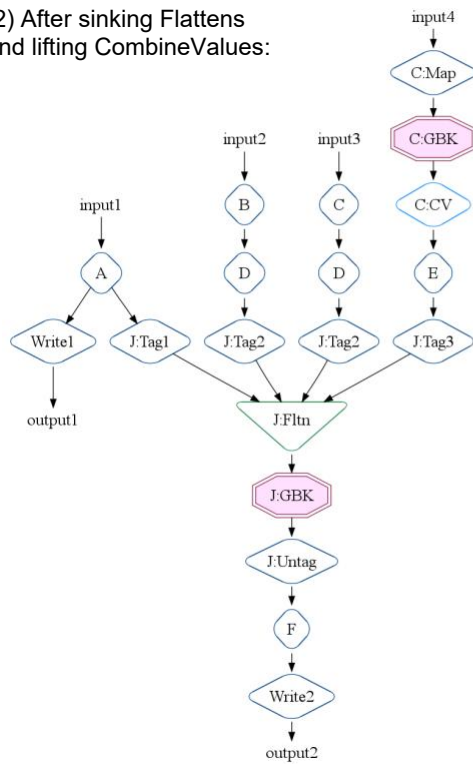 2) After sinking Flattens
nd lifting CombineValues:
input4
C:Map
C:GBK
input2
input3
input1
B
C
C:CV
A
D
D
E
Write1
J:Tag1
J:Tag2
J:Tag2
J:Tag3
output1
J:Fltn
J:GBK
J:Untag
F
Write2
output2